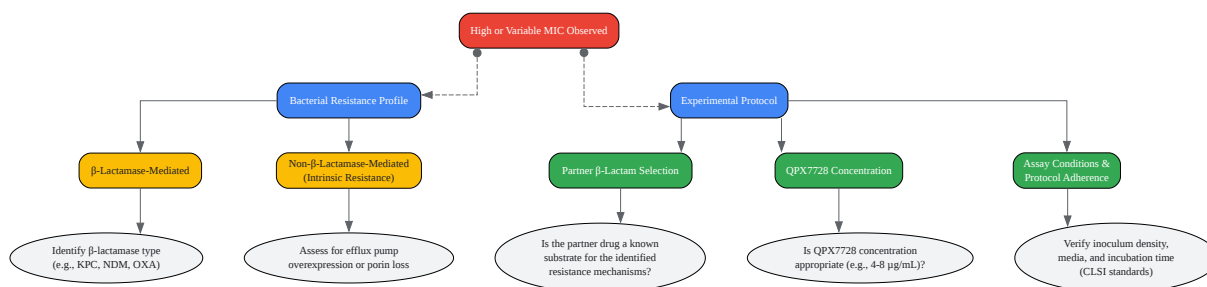 High or Variable MIC Observed
Bacterial Resistance Profile
Experimental Protocol
β-Lactamase-Mediated
Non-β-Lactamase-Mediated
(Intrinsic Resistance)
Partner β-Lactam Selection
QPX7728 Concentration
Assay Conditions &
Protocol Adherence
Identify β-lactamase type
(e.g., KPC, NDM, OXA)
Assess for efflux pump
overexpression or porin loss
Is the partner drug a known
substrate for the identified
resistance mechanisms?
Is QPX7728 concentration
appropriate (e.g., 4-8 µg/mL)?
Verify inoculum density,
media, and incubation time
(CLSI standards)